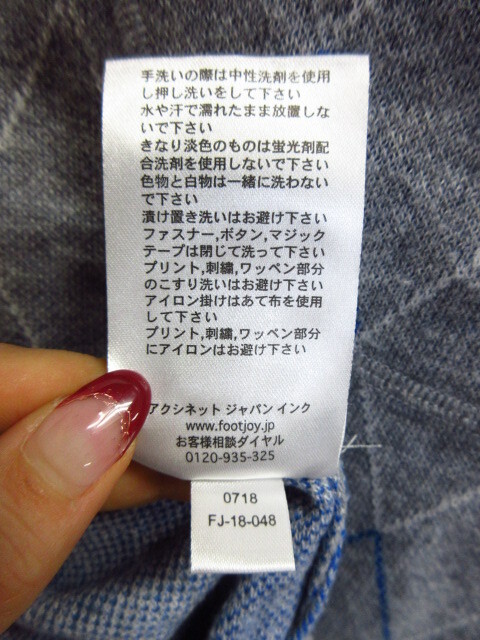 手洗いの際は中性洗剤を使用
し押し洗いをして下さい
水や汗で濡れたまま放置しな
いで下さい
きなり淡色のものは蛍光剤配
合洗剤を使用しないで下さい
色物と白物は一緒に洗わない
で下さい
漬け置き洗いはお避け下さい
ファスナー,ボタン,マジック
テープは閉じて洗って下さい
プリント,刺繍,ワッペン部分
のこすり洗いはお避け下さい
アイロン掛けはあて布を使用
して下さい
プリント,刺繍,ワッペン部分
にアイロンはお避け下さい
アクシネット ジャパン インク
www.footjoy.jp
お客様相談ダイヤル
0120-935-325
0718
FJ-18-048